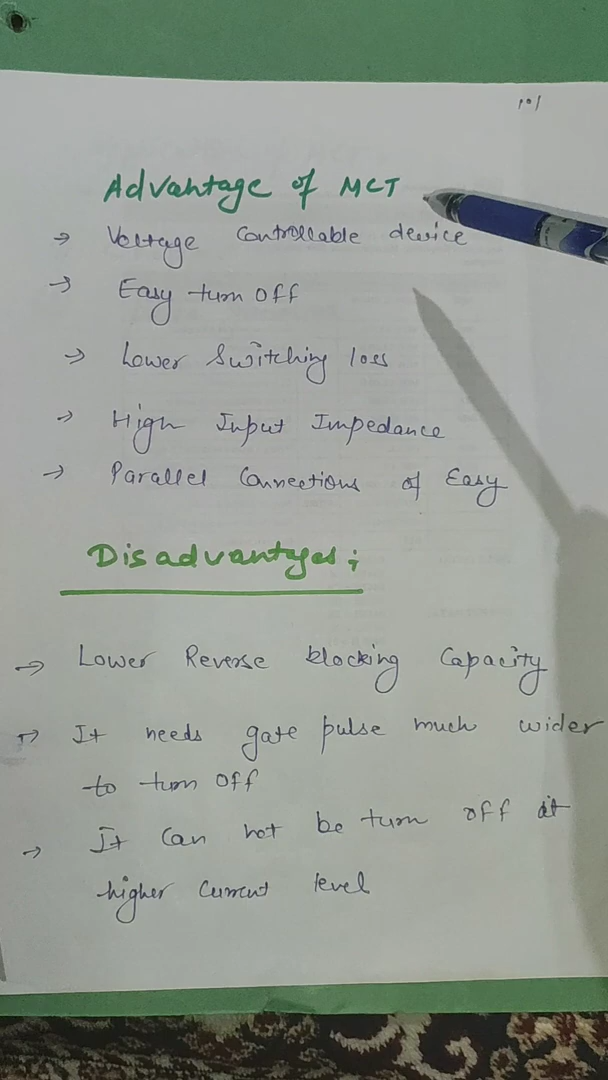 101
Advantage of MCT
→ Voltage Controllable device
→ Easy turn off
→ Lower Switching loss
→ High Input Impedance
→ Parallel Connections of Easy
Disadvantages;
→ Lower Reverse blocking Capacity
→ It needs gate pulse much wider
to turn off
→ It can not be turn off at
higher Current level